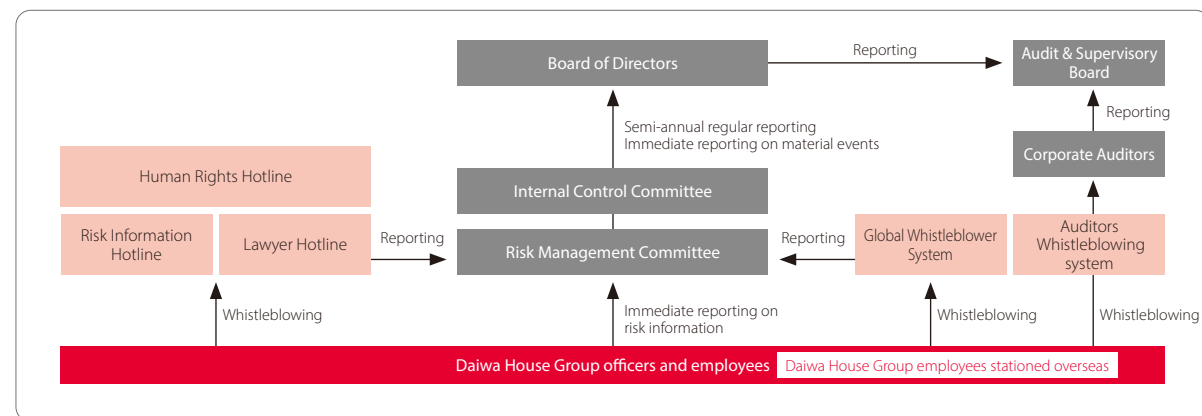 Board of Directors
Reporting
Audit & Supervisory
Board
Semi-annual regular reporting
Immediate reporting on material events
Reporting
Corporate Auditors
Human Rights Hotline
Internal Control Committee
Risk Information
Hotline
Lawyer Hotline
Reporting
Risk Management Committee
Reporting
Global Whistleblower
System
Auditors
Whistleblowing
system
Whistleblowing
Immediate reporting on
risk information
Whistleblowing
Whistleblowing
Daiwa House Group officers and employees
Daiwa House Group employees stationed overseas